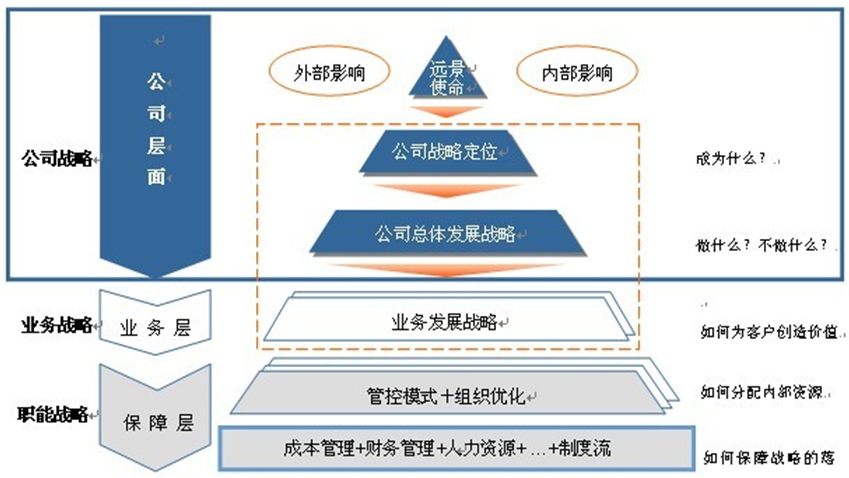 公司战略
公
司
层
面
外部影响
远景
使命
内部影响
公司战略定位
成为什么？
公司总体发展战略
做什么？不做什么？
业务战略
业务层
业务发展战略
如何为客户创造价值
职能战略
保障层
管控模式＋组织优化
如何分配内部资源
成本管理+财务管理+人力资源+ …+制度流
如何保障战略的落